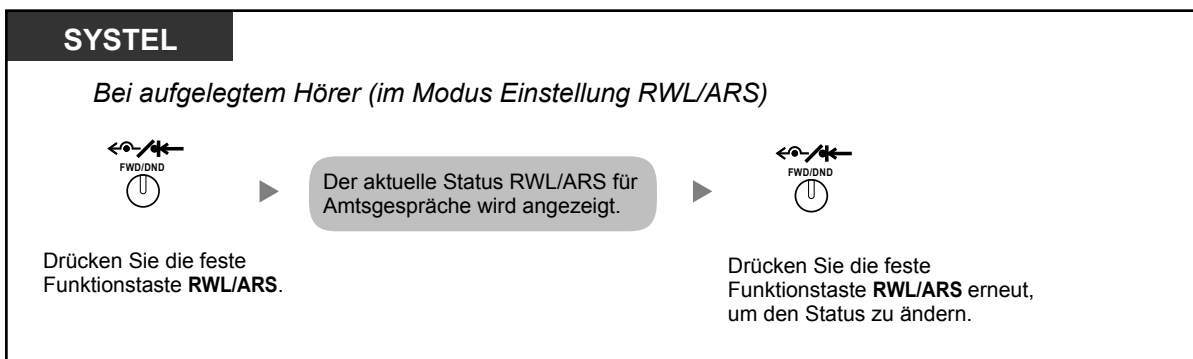 SYSTEL
Bei aufgelegtem Hörer (im Modus Einstellung RWL/ARS)
FWD/DND
Drücken Sie die feste
Funktionstaste RWL/ARS.
Der aktuelle Status RWL/ARS für
Amtsgespräche wird angezeigt.
FWD/DND
Drücken Sie die feste
Funktionstaste RWL/ARS erneut,
um den Status zu ändern.